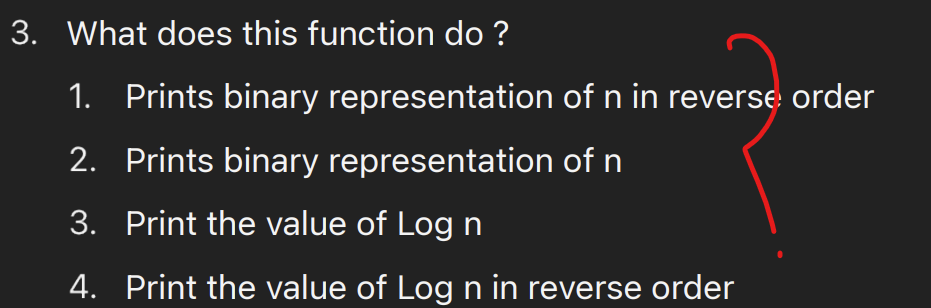 3. What does this function do ?
1. Prints binary representation of n in reverse order
2. Prints binary representation of n
3. Print the value of Log n
4. Print the value of Log n in reverse order